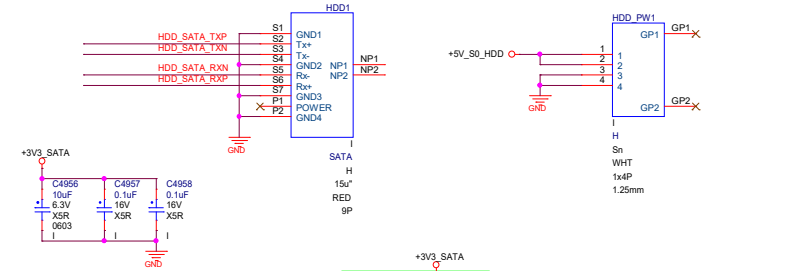 HDD1
S1 GND1
HDD_SATA_TXP S2 Tx+
HDD_SATA_TXN S3 Tx-
S4 GND2 NP1 NP1
HDD_SATA_RXN S5 Rx- NP2 NP2
HDD_SATA_RXP S6 Rx+
S7 GND3
P1 POWER
P2 GND4
GND
I
SATA
H
15u"
RED
9P
HDD_PW1
GP1 GP1
+5V_S0_HDD 1 1
2 2
3 3
4 4
GND
GP2 GP2
I
H
Sn
WHT
1x4P
1.25mm
+3V3_SATA
C4956 C4957 C4958
10uF 0.1uF 0.1uF
6.3V 16V 16V
X5R X5R X5R
0603
I I I
GND
+3V3_SATA